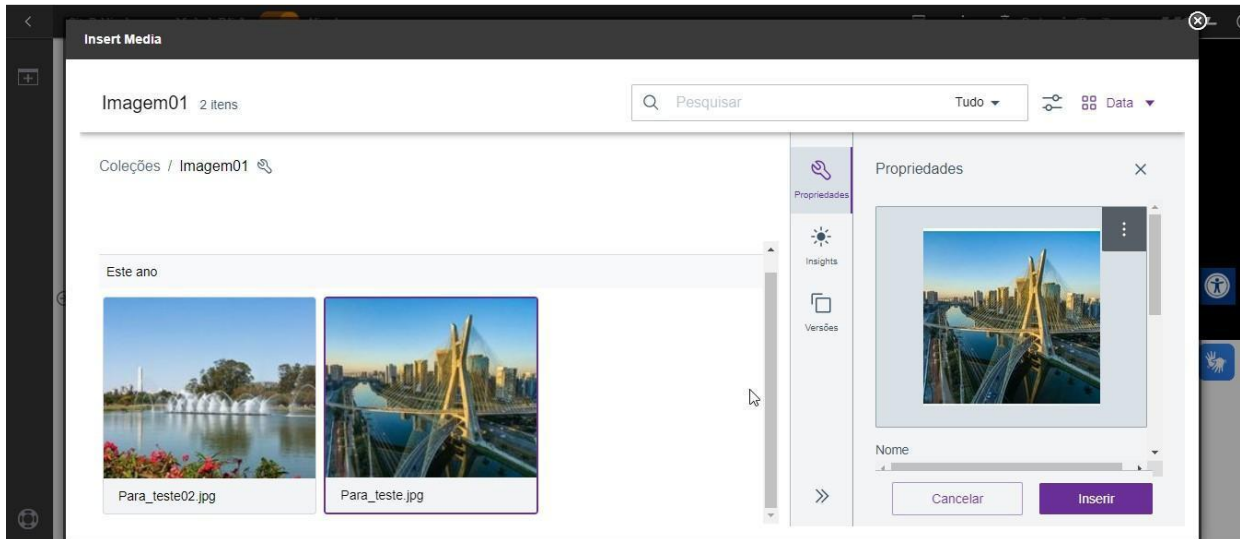 Insert Media
Imagem01 2 itens
Pesquisar
Tudo
Data
Coleções / Imagem01
Este ano
Para_teste02.jpg
Para_teste.jpg
Propriedades
Insights
Versões
Propriedades
Nome
Cancelar
Inserir